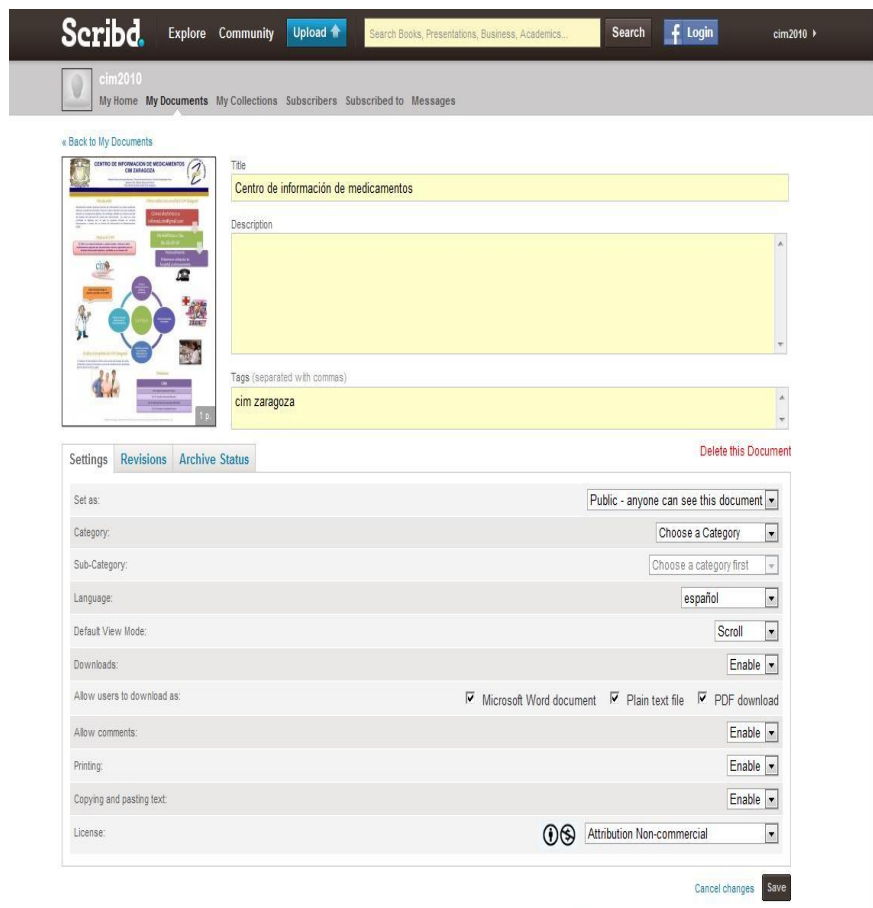 Scribd.
Explore Community Upload Search Books, Presentations, Business, Academics... Search f Login cim2010
cim2010
My Home My Documents My Collections Subscribers Subscribed to Messages
« Back to My Documents
CENTRO DE INFORMACION DE MEDICAMENTOS
CIM ZARAGOZA
1 p.
Title
Centro de información de medicamentos
Description
Tags (separated with commas)
cim zaragoza
Delete this Document
Settings Revisions Archive Status
Set as: Public - anyone can see this document
Category: Choose a Category
Sub-Category: Choose a category first
Language: español
Default View Mode: Scroll
Downloads: Enable
Allow users to download as: Microsoft Word document Plain text file PDF download
Allow comments: Enable
Printing: Enable
Copying and pasting text: Enable
License: Attribution Non-commercial
Cancel changes Save